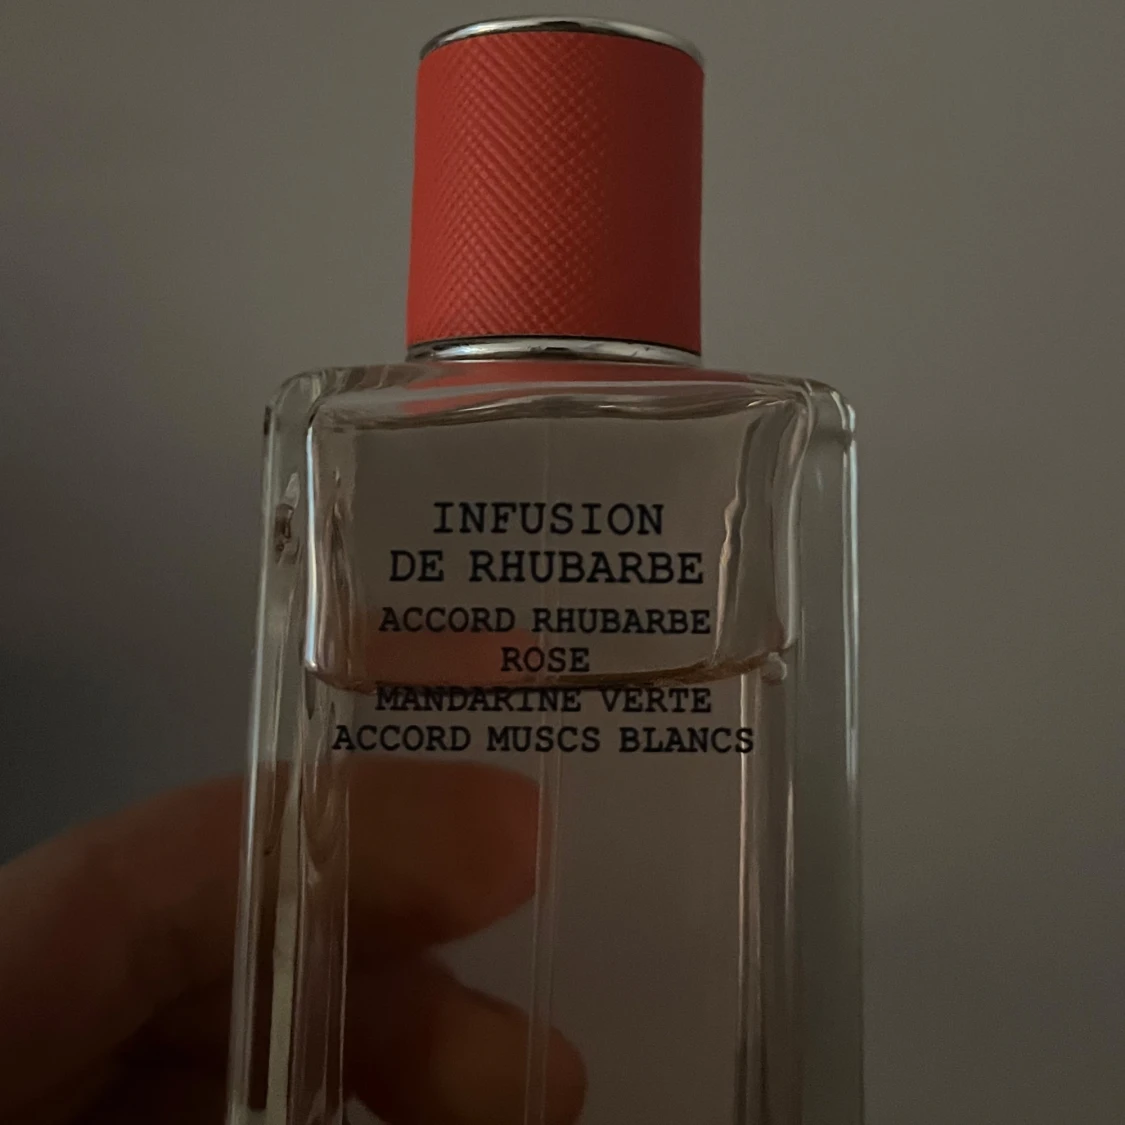 INFUSION
DE RHUBARBE
ACCORD RHUBARBE
ROSE
MANDARINE VERTE
ACCORD MUSCS BLANCS